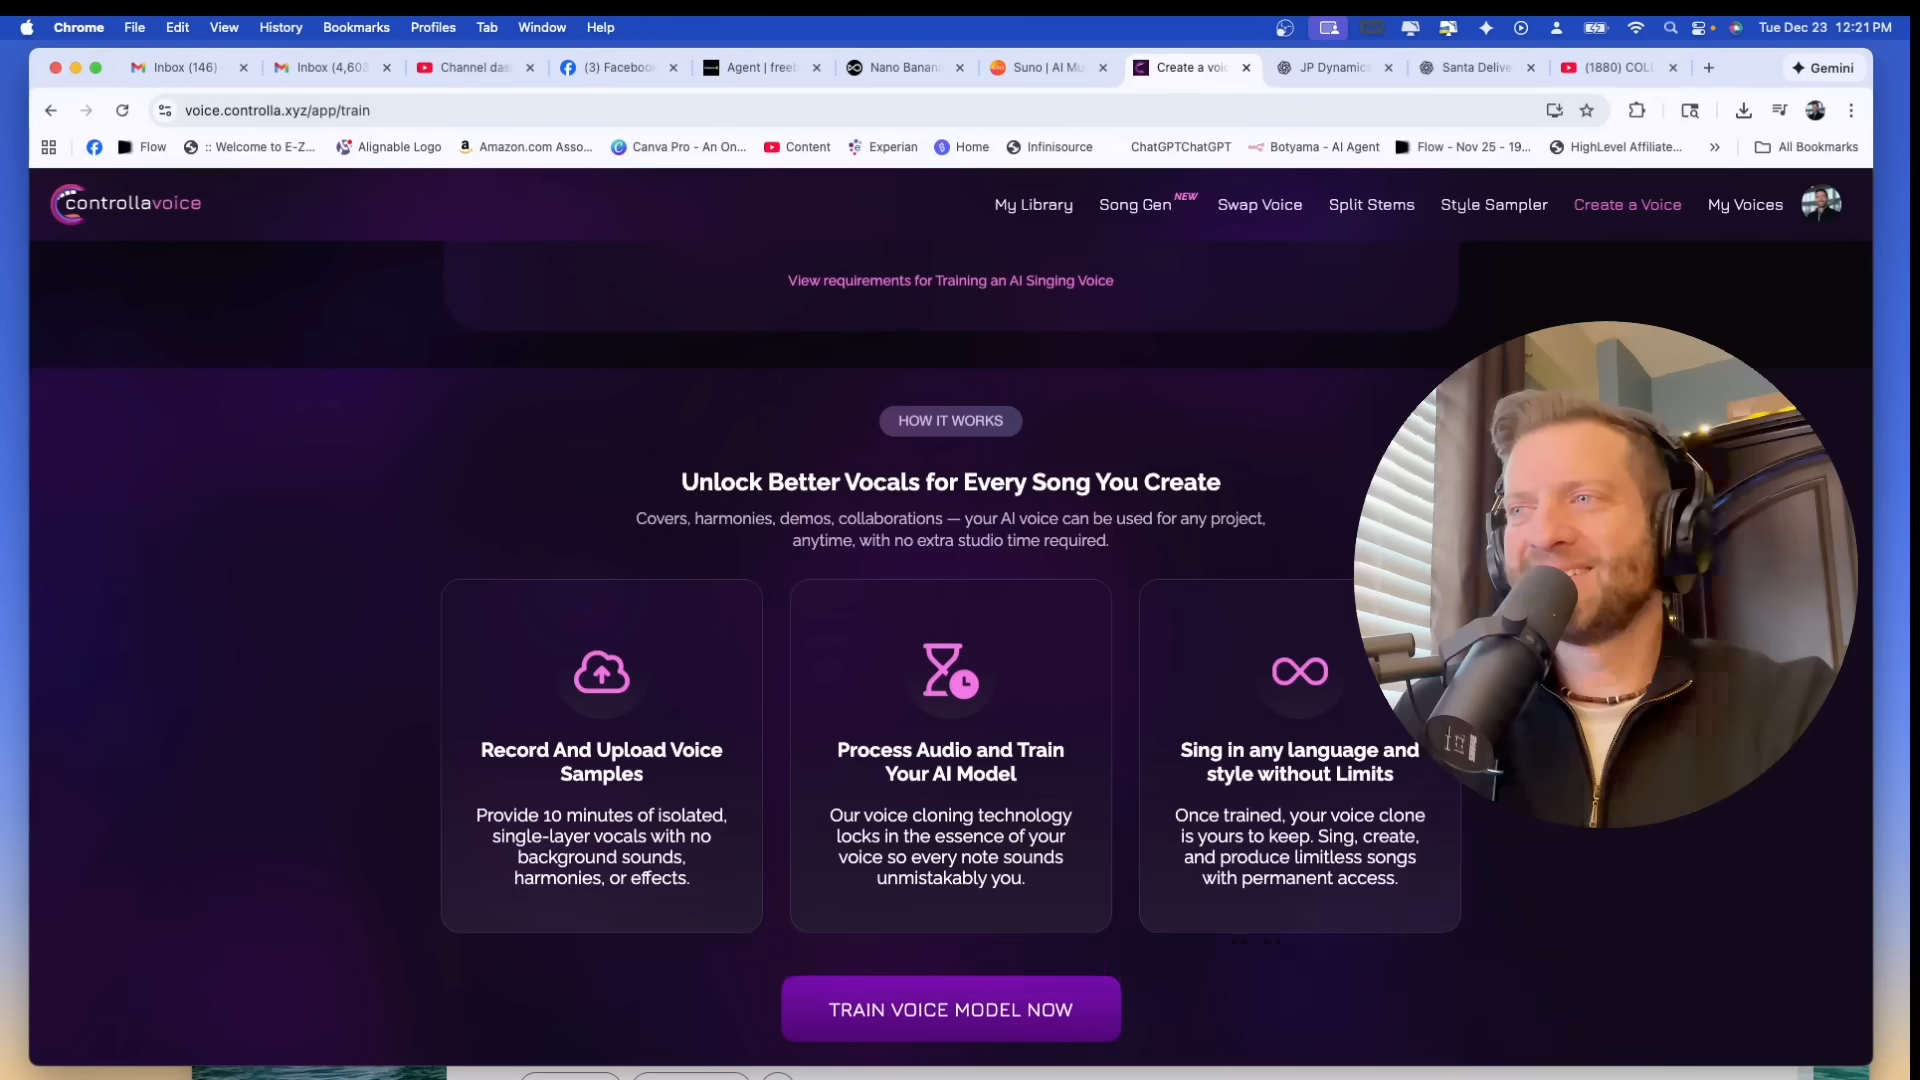 Chrome File Edit View History Bookmarks Profiles Tab Window Help Tue Dec 23 12:21 PM
Inbox (146) Inbox (4,603 Channel das (3) Facebook Agent | freeb Nano Banana Suno | AI Mu Create a voic JP Dynamics Santa Delive (1880) COLL Gemini
voice.controlla.xyz/app/train
Flow :: Welcome to E-Z... Alignable Logo Amazon.com Asso... Canva Pro - An On... Content Experian Home Infinisource ChatGPTChatGPT Botyama - AI Agent Flow - Nov 25 - 19... HighLevel Affiliate... » All Bookmarks
controllavoice My Library Song Gen NEW Swap Voice Split Stems Style Sampler Create a Voice My Voices
View requirements for Training an AI Singing Voice
HOW IT WORKS
Unlock Better Vocals for Every Song You Create
Covers, harmonies, demos, collaborations — your AI voice can be used for any project,
anytime, with no extra studio time required.
Record And Upload Voice
Samples
Provide 10 minutes of isolated,
single-layer vocals with no
background sounds,
harmonies, or effects.
Process Audio and Train
Your AI Model
Our voice cloning technology
locks in the essence of your
voice so every note sounds
unmistakably you.
Sing in any language and
style without Limits
Once trained, your voice clone
is yours to keep. Sing, create,
and produce limitless songs
with permanent access.
TRAIN VOICE MODEL NOW